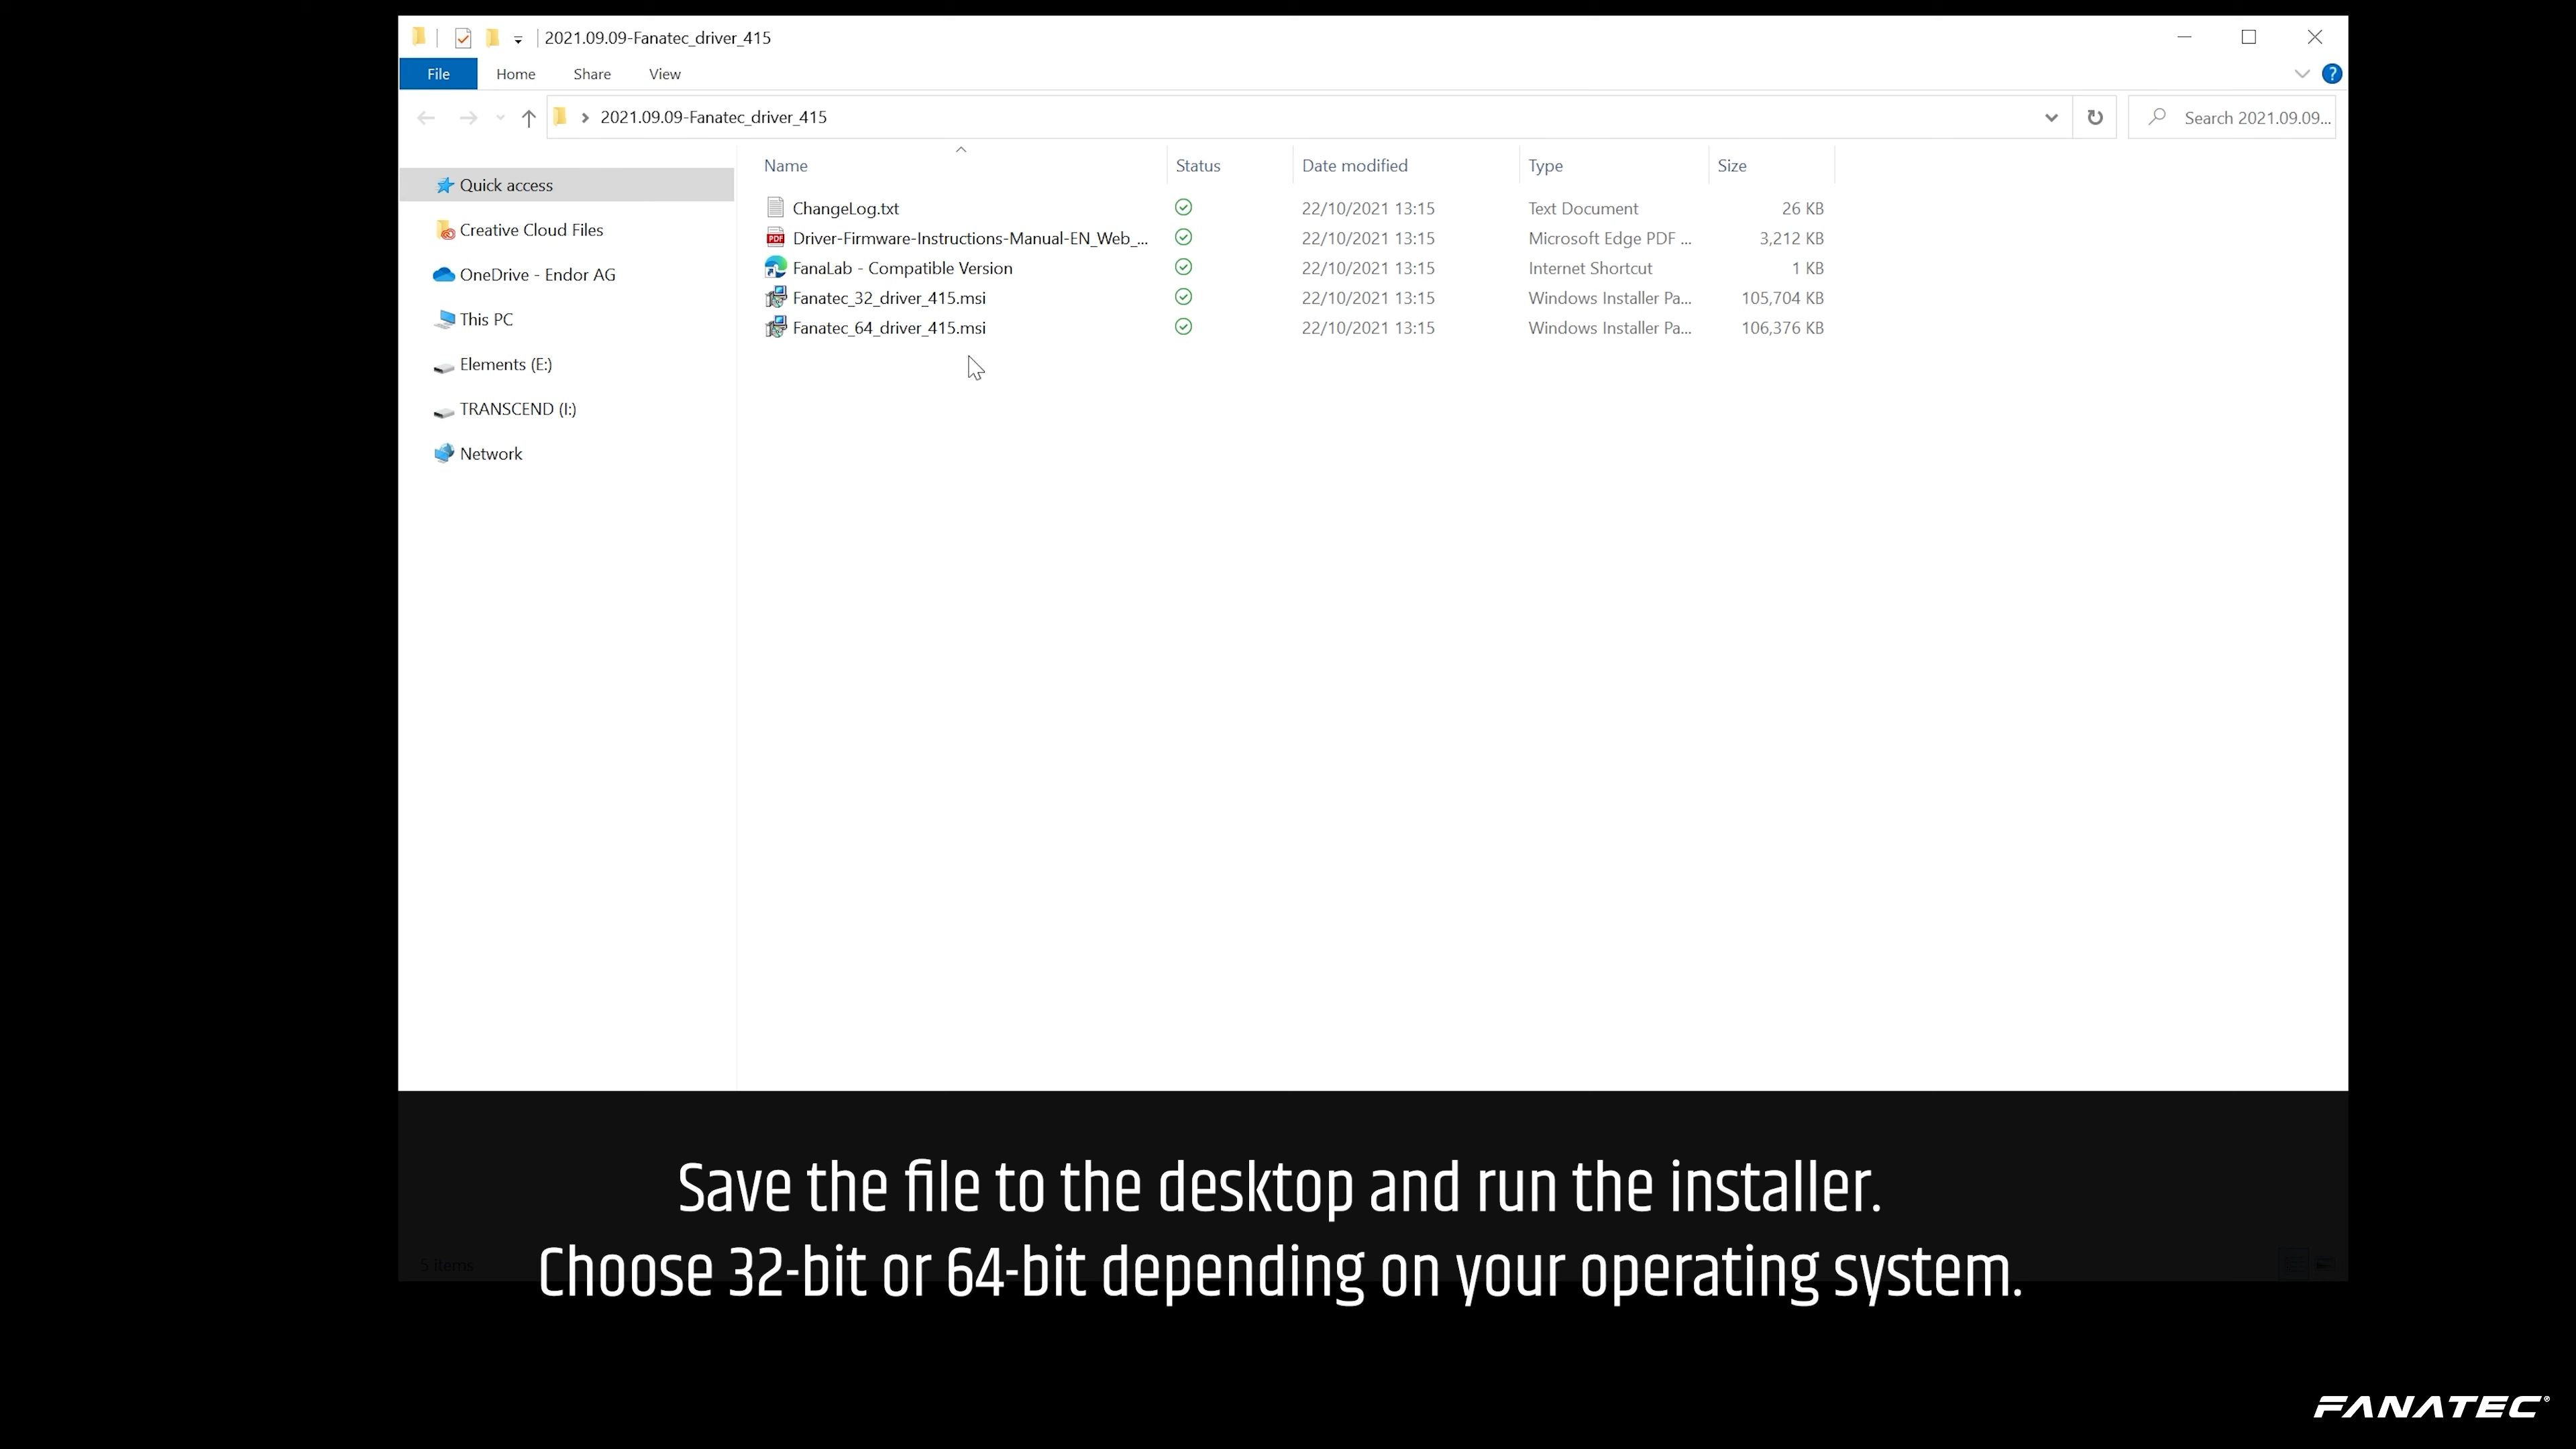 2021.09.09-Fanatec_driver_415
File Home Share View
2021.09.09-Fanatec_driver_415
Search 2021.09.09...
Name Status Date modified Type Size
Quick access
Creative Cloud Files
OneDrive - Endor AG
This PC
Elements (E:)
TRANSCEND (I:)
Network
ChangeLog.txt 22/10/2021 13:15 Text Document 26 KB
Driver-Firmware-Instructions-Manual-EN_Web_... 22/10/2021 13:15 Microsoft Edge PDF ... 3,212 KB
FanaLab - Compatible Version 22/10/2021 13:15 Internet Shortcut 1 KB
Fanatec_32_driver_415.msi 22/10/2021 13:15 Windows Installer Pa... 105,704 KB
Fanatec_64_driver_415.msi 22/10/2021 13:15 Windows Installer Pa... 106,376 KB
Save the file to the desktop and run the installer.
5 items
Choose 32-bit or 64-bit depending on your operating system.
FANATEC®